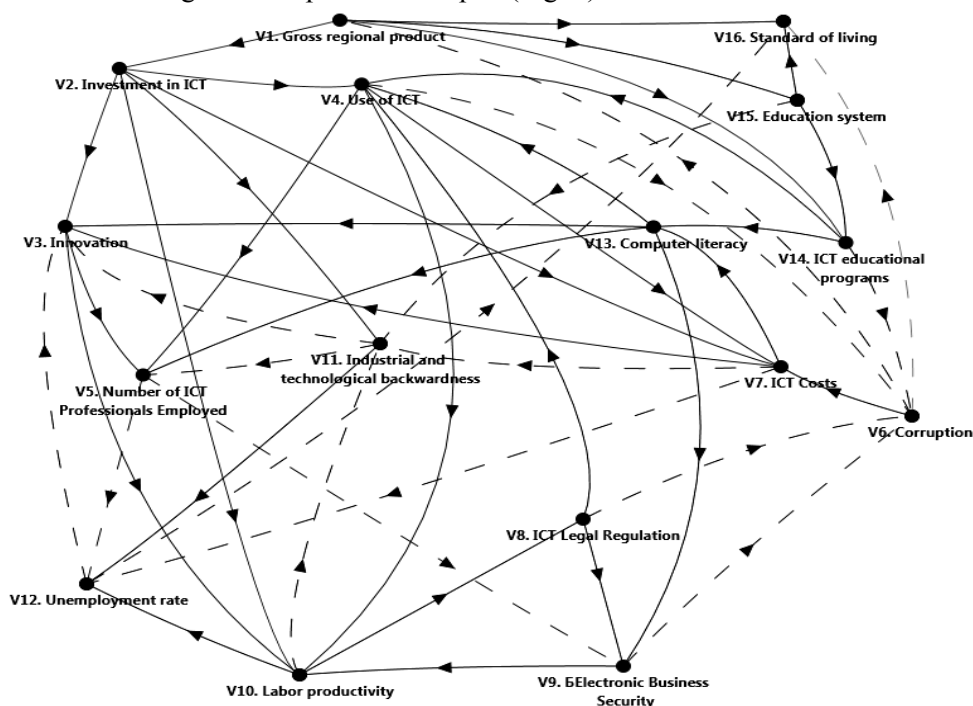 V1. Gross regional product
V16. Standard of living
V2. Investment in ICT
V4. Use of ICT
V15. Education system
V3. Innovation
V13. Computer literacy
V14. ICT educational
programs
V11. Industrial and
technological backwardness
V5. Number of ICT
Professionals Employed
V7. ICT Costs
V6. Corruption
V8. ICT Legal Regulation
V12. Unemployment rate
V10. Labor productivity
V9. БElectronic Business
Security